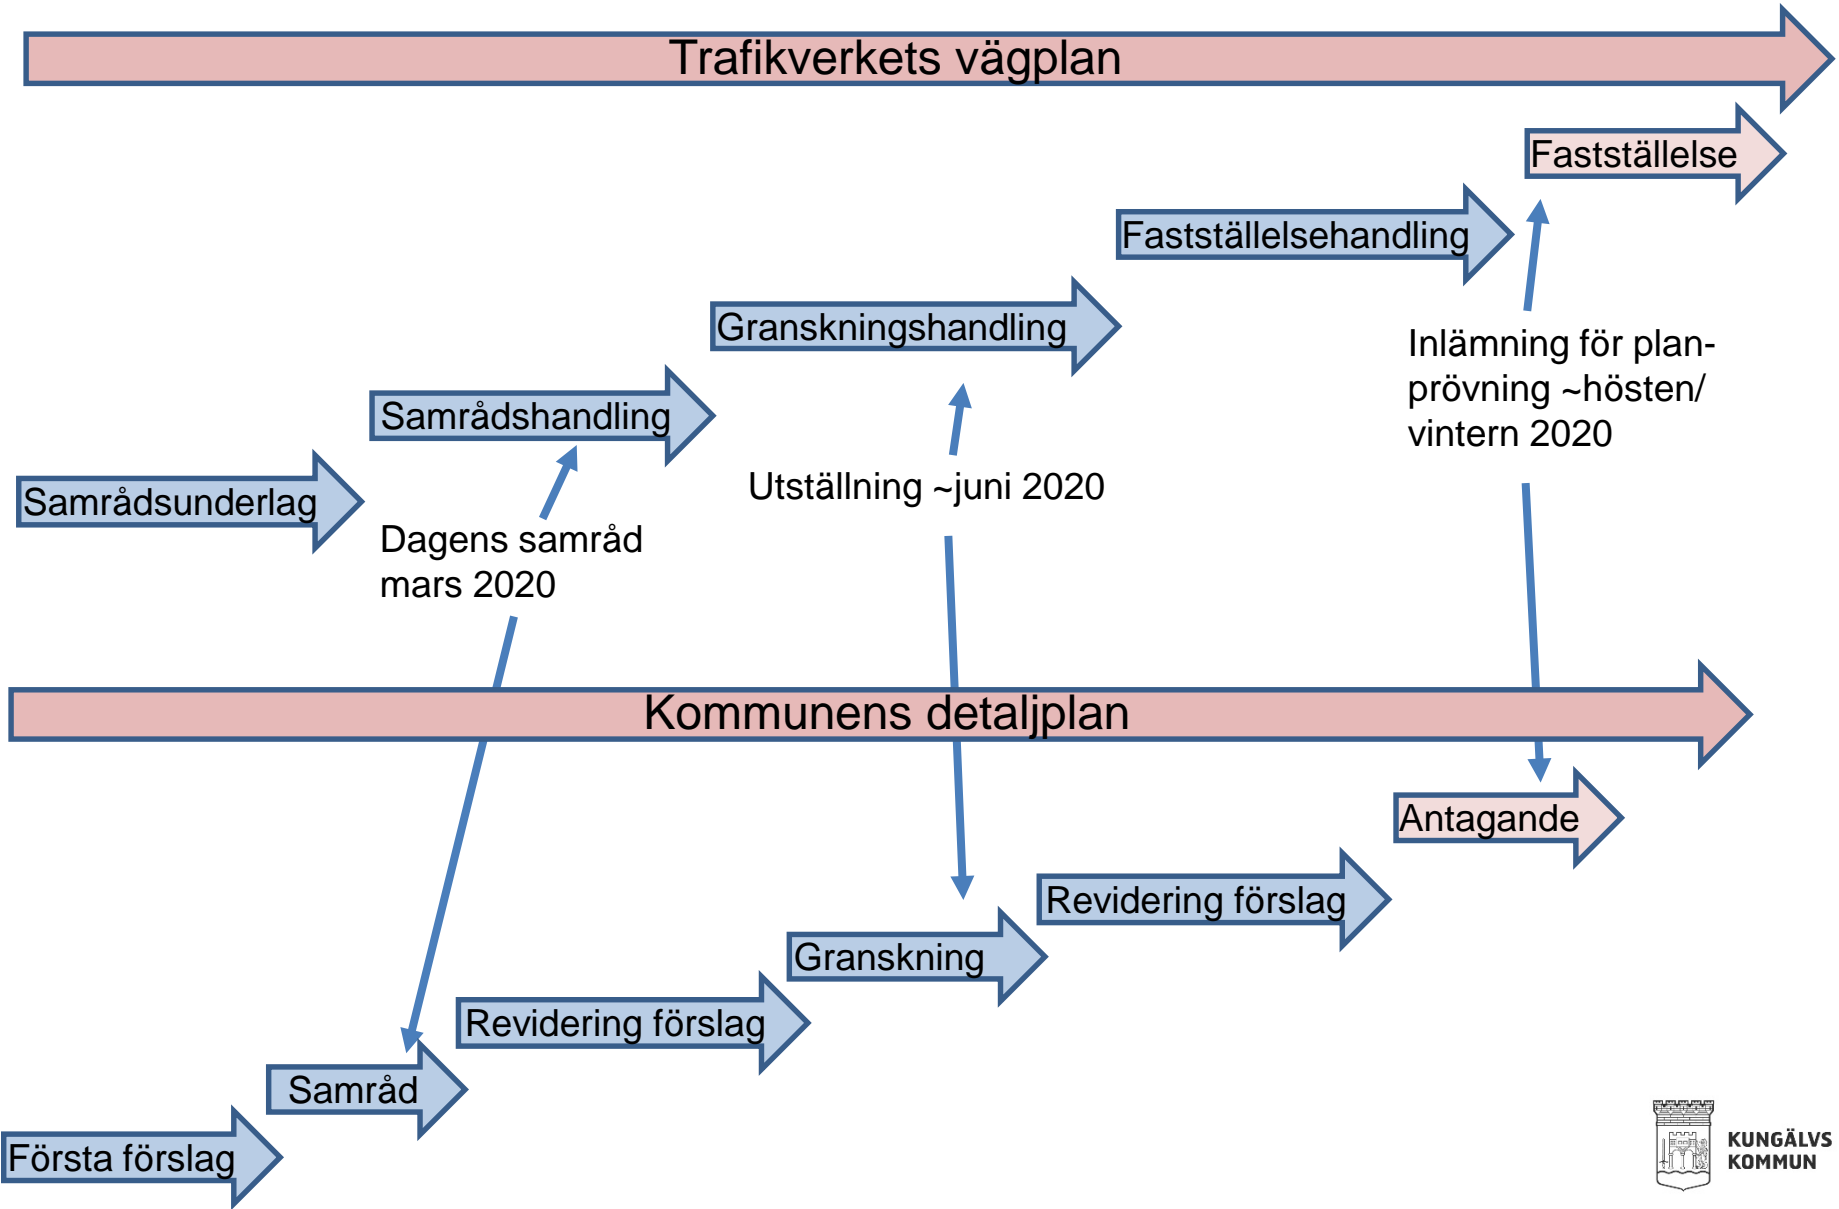 Trafikverkets vägplan
Fastställelse
Fastställelsehandling
Granskningshandling
Inlämning för plan-
prövning ~hösten/
vintern 2020
Samrådshandling
Utställning ~juni 2020
Samrådsunderlag
Dagens samråd
mars 2020
Kommunens detaljplan
Antagande
Revidering förslag
Granskning
Revidering förslag
Samråd
Första förslag
KUNGÄLVS
KOMMUN